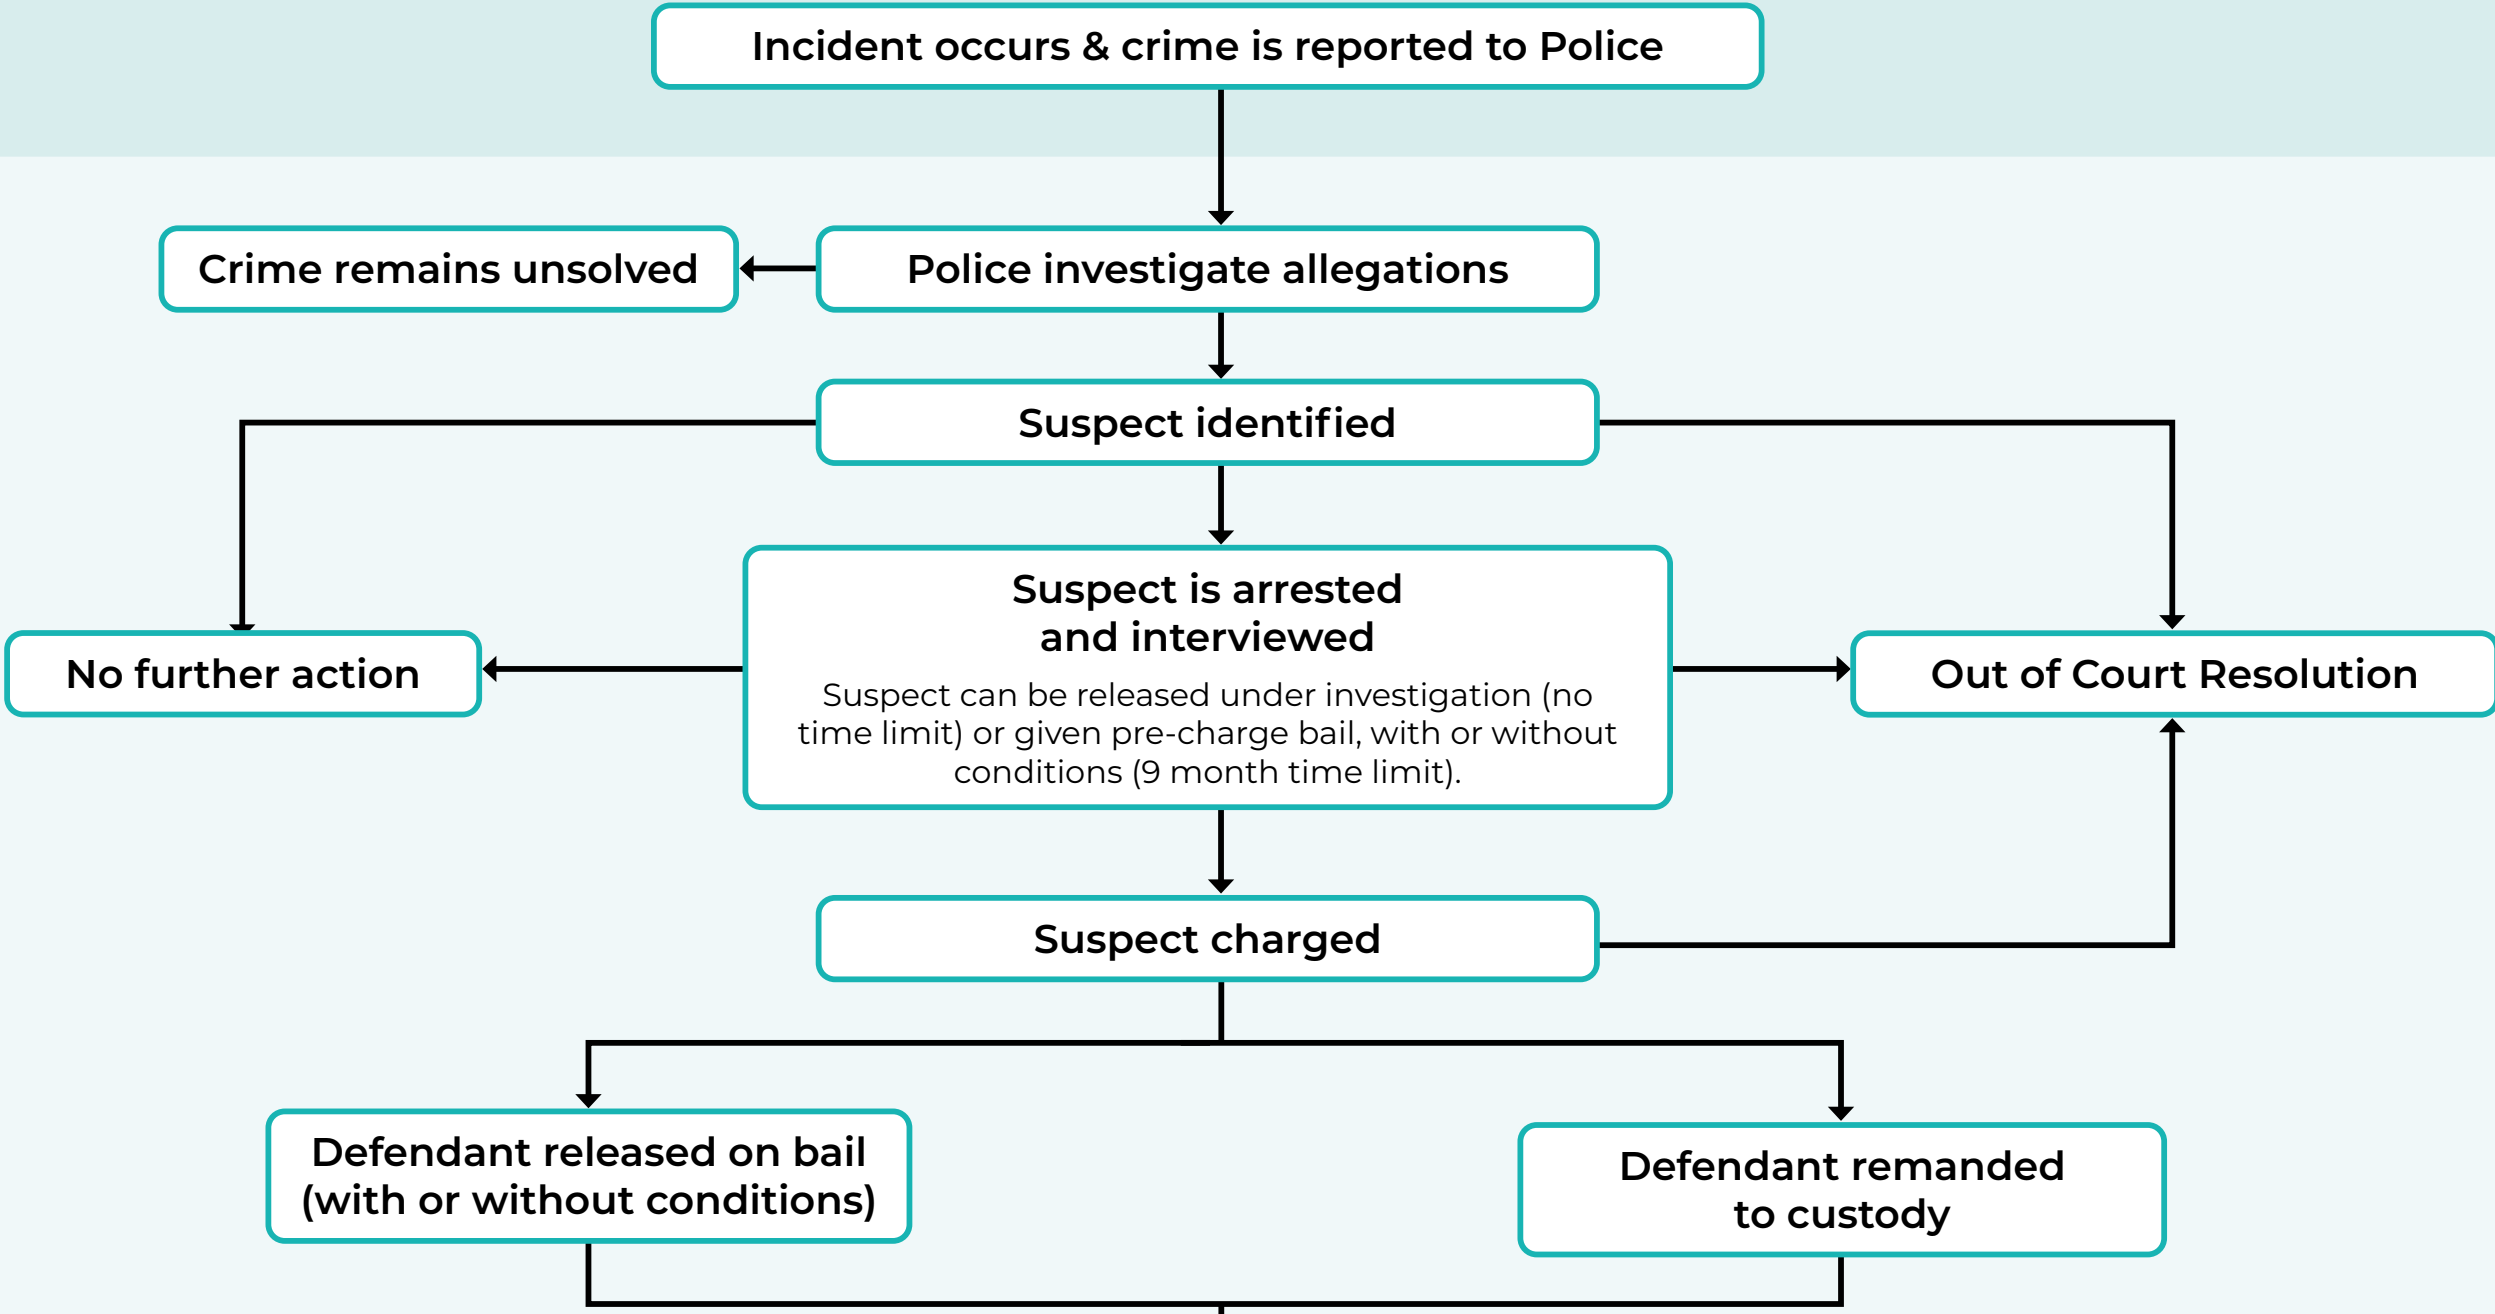 Incident occurs & crime is reported to Police
Crime remains unsolved
Police investigate allegations
Suspect identified
Suspect is arrested
and interviewed
Suspect can be released under investigation (no
time limit) or given pre-charge bail, with or without
conditions (9 month time limit).
No further action
Out of Court Resolution
Suspect charged
Defendant released on bail
(with or without conditions)
Defendant remanded
to custody